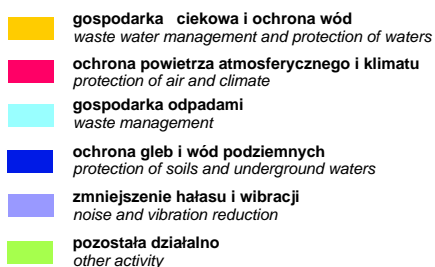 gospodarka ciekowa i ochrona wód
waste water management and protection of waters
ochrona powietrza atmosferycznego i klimatu
protection of air and climate
gospodarka odpadami
waste management
ochrona gleb i wód podziemnych
protection of soils and underground waters
zmniejszenie hałasu i wibracji
noise and vibration reduction
pozostała działalno
other activity